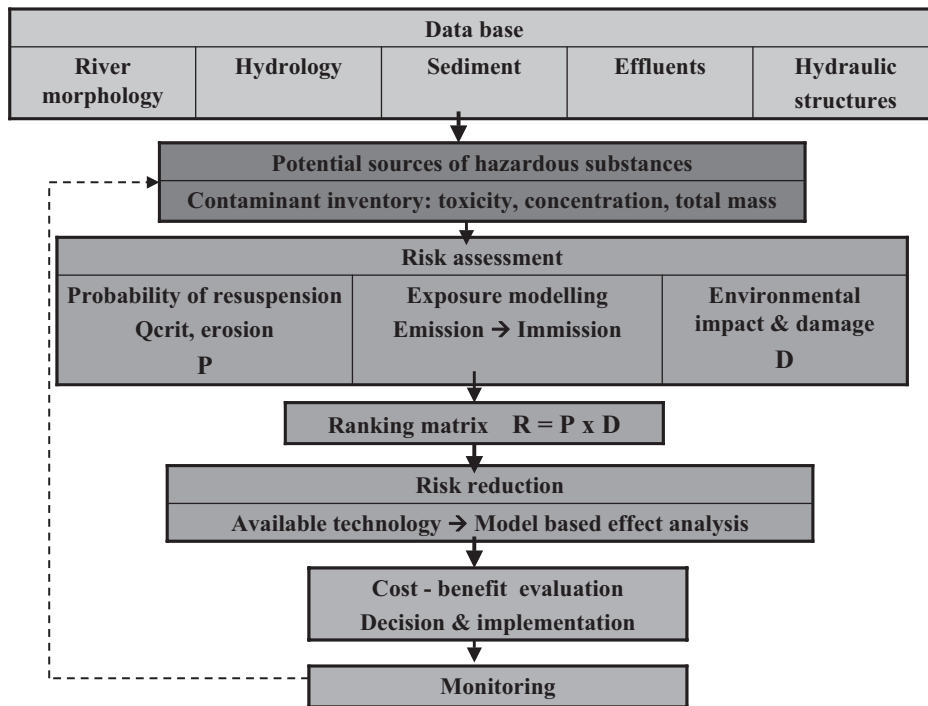 Data base
River morphology
Hydrology
Sediment
Effluents
Hydraulic structures
Potential sources of hazardous substances
Contaminant inventory: toxicity, concentration, total mass
Risk assessment
Probability of resuspension
Qcrit, erosion
P
Exposure modelling
Emission → Immission
Environmental
impact & damage
D
Ranking matrix R = P x D
Risk reduction
Available technology → Model based effect analysis
Cost - benefit evaluation
Decision & implementation
Monitoring